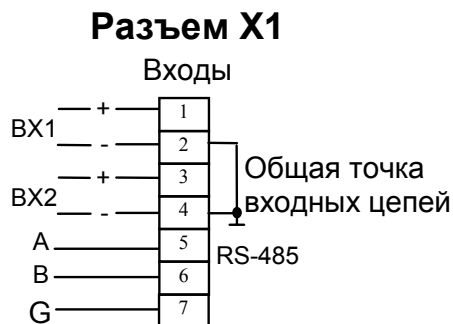 Разъем X1
Входы
ВХ1
+
1
-
2
ВХ2
+
3
-
4
Общая точка
входных цепей
А
5
RS-485
В
6
G
7